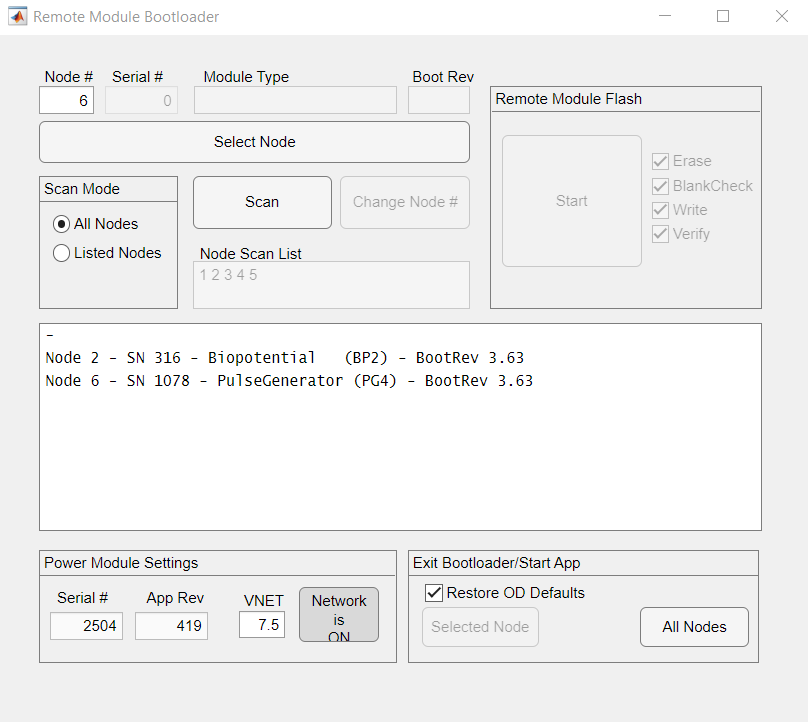 Remote Module Bootloader
Node # Serial # Module Type Boot Rev
6 0
Select Node
Remote Module Flash
Start
Erase
BlankCheck
Write
Verify
Scan Mode
All Nodes
Listed Nodes
Scan
Change Node #
Node Scan List
1 2 3 4 5
-
Node 2 - SN 316 - Biopotential (BP2) - BootRev 3.63
Node 6 - SN 1078 - PulseGenerator (PG4) - BootRev 3.63
Power Module Settings
Serial # App Rev VNET
2504 419 7.5
Network
is
ON
Exit Bootloader/Start App
Restore OD Defaults
Selected Node
All Nodes